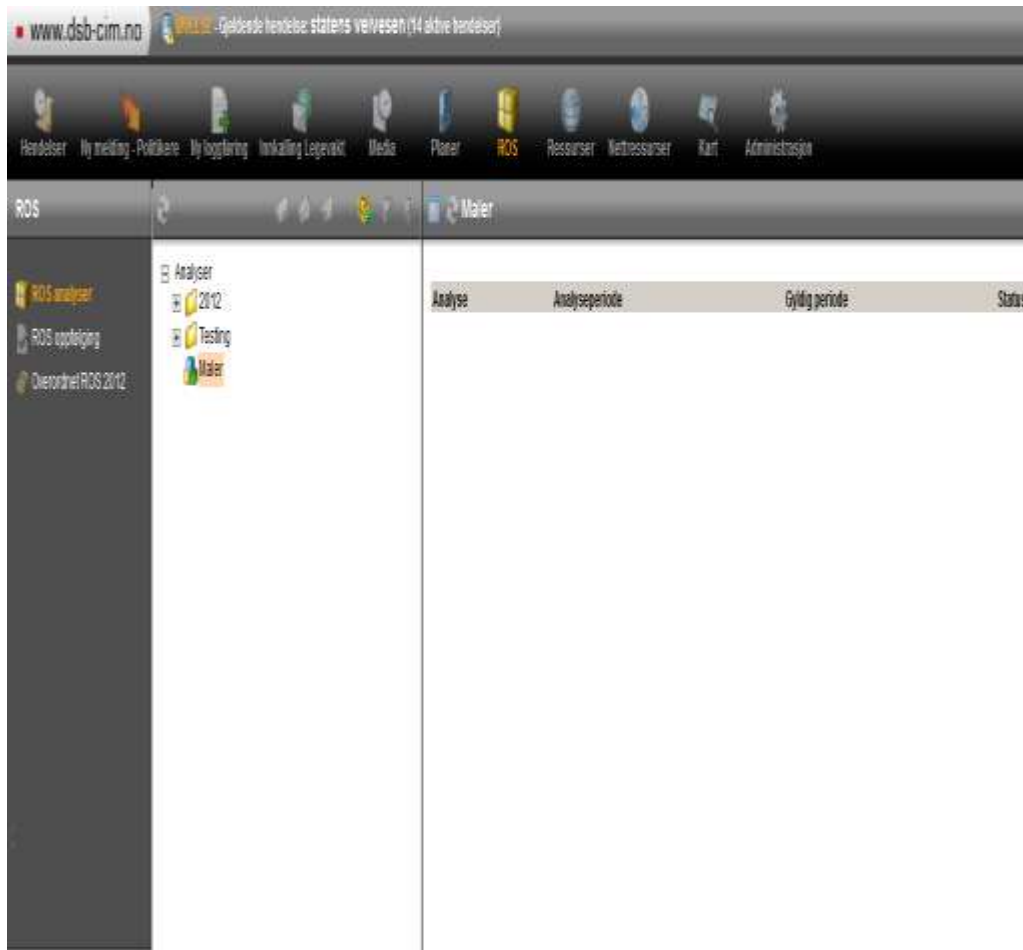 www.dsb-cim.no
- Gjeldende hendelse: statens veivesen (14 aktive hendelser)
Hendelser Ny melding - Politikere Ny loggføring Innkalling Legevakt Media Planer ROS Ressurser Nettressurser Kart Administrasjon
ROS
Maler
Analyser
2012
Testing
Maler
ROS analyser
ROS oppfølging
Overordnet ROS 2012
Analyse Analyseperiode Gyldig periode Status